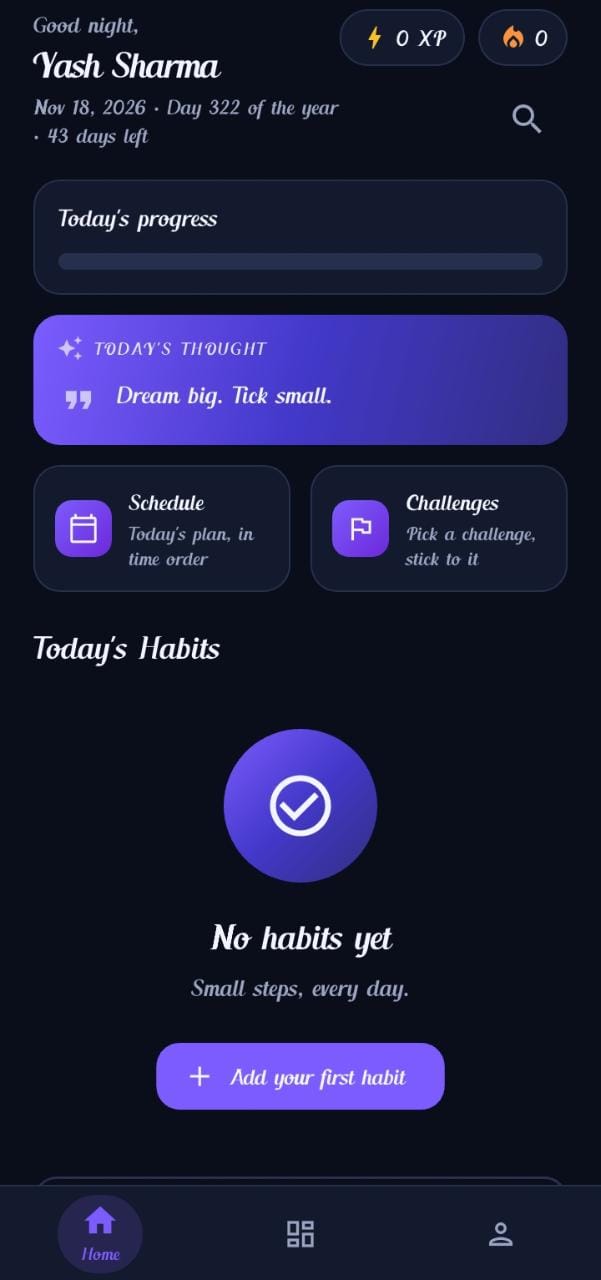 Good night,
Yash Sharma
0 XP
0
Nov 18, 2026 · Day 322 of the year
· 43 days left
Today's progress
TODAY'S THOUGHT
Dream big. Tick small.
Schedule
Today's plan, in
time order
Challenges
Pick a challenge,
stick to it
Today's Habits
No habits yet
Small steps, every day.
Add your first habit
Home